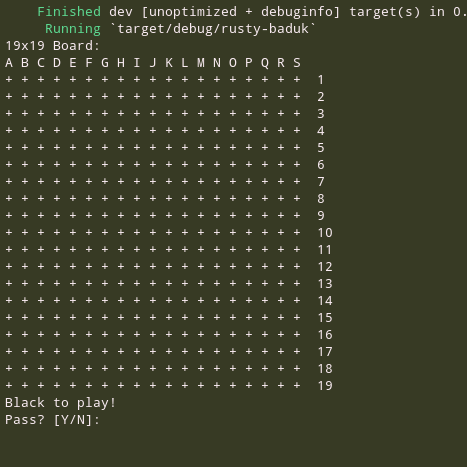 Finished dev [unoptimized + debuginfo] target(s) in 0.
     Running `target/debug/rusty-baduk`
19x19 Board:
A B C D E F G H I J K L M N O P Q R S
+ + + + + + + + + + + + + + + + + + +  1
+ + + + + + + + + + + + + + + + + + +  2
+ + + + + + + + + + + + + + + + + + +  3
+ + + + + + + + + + + + + + + + + + +  4
+ + + + + + + + + + + + + + + + + + +  5
+ + + + + + + + + + + + + + + + + + +  6
+ + + + + + + + + + + + + + + + + + +  7
+ + + + + + + + + + + + + + + + + + +  8
+ + + + + + + + + + + + + + + + + + +  9
+ + + + + + + + + + + + + + + + + + +  10
+ + + + + + + + + + + + + + + + + + +  11
+ + + + + + + + + + + + + + + + + + +  12
+ + + + + + + + + + + + + + + + + + +  13
+ + + + + + + + + + + + + + + + + + +  14
+ + + + + + + + + + + + + + + + + + +  15
+ + + + + + + + + + + + + + + + + + +  16
+ + + + + + + + + + + + + + + + + + +  17
+ + + + + + + + + + + + + + + + + + +  18
+ + + + + + + + + + + + + + + + + + +  19
Black to play!
Pass? [Y/N]: